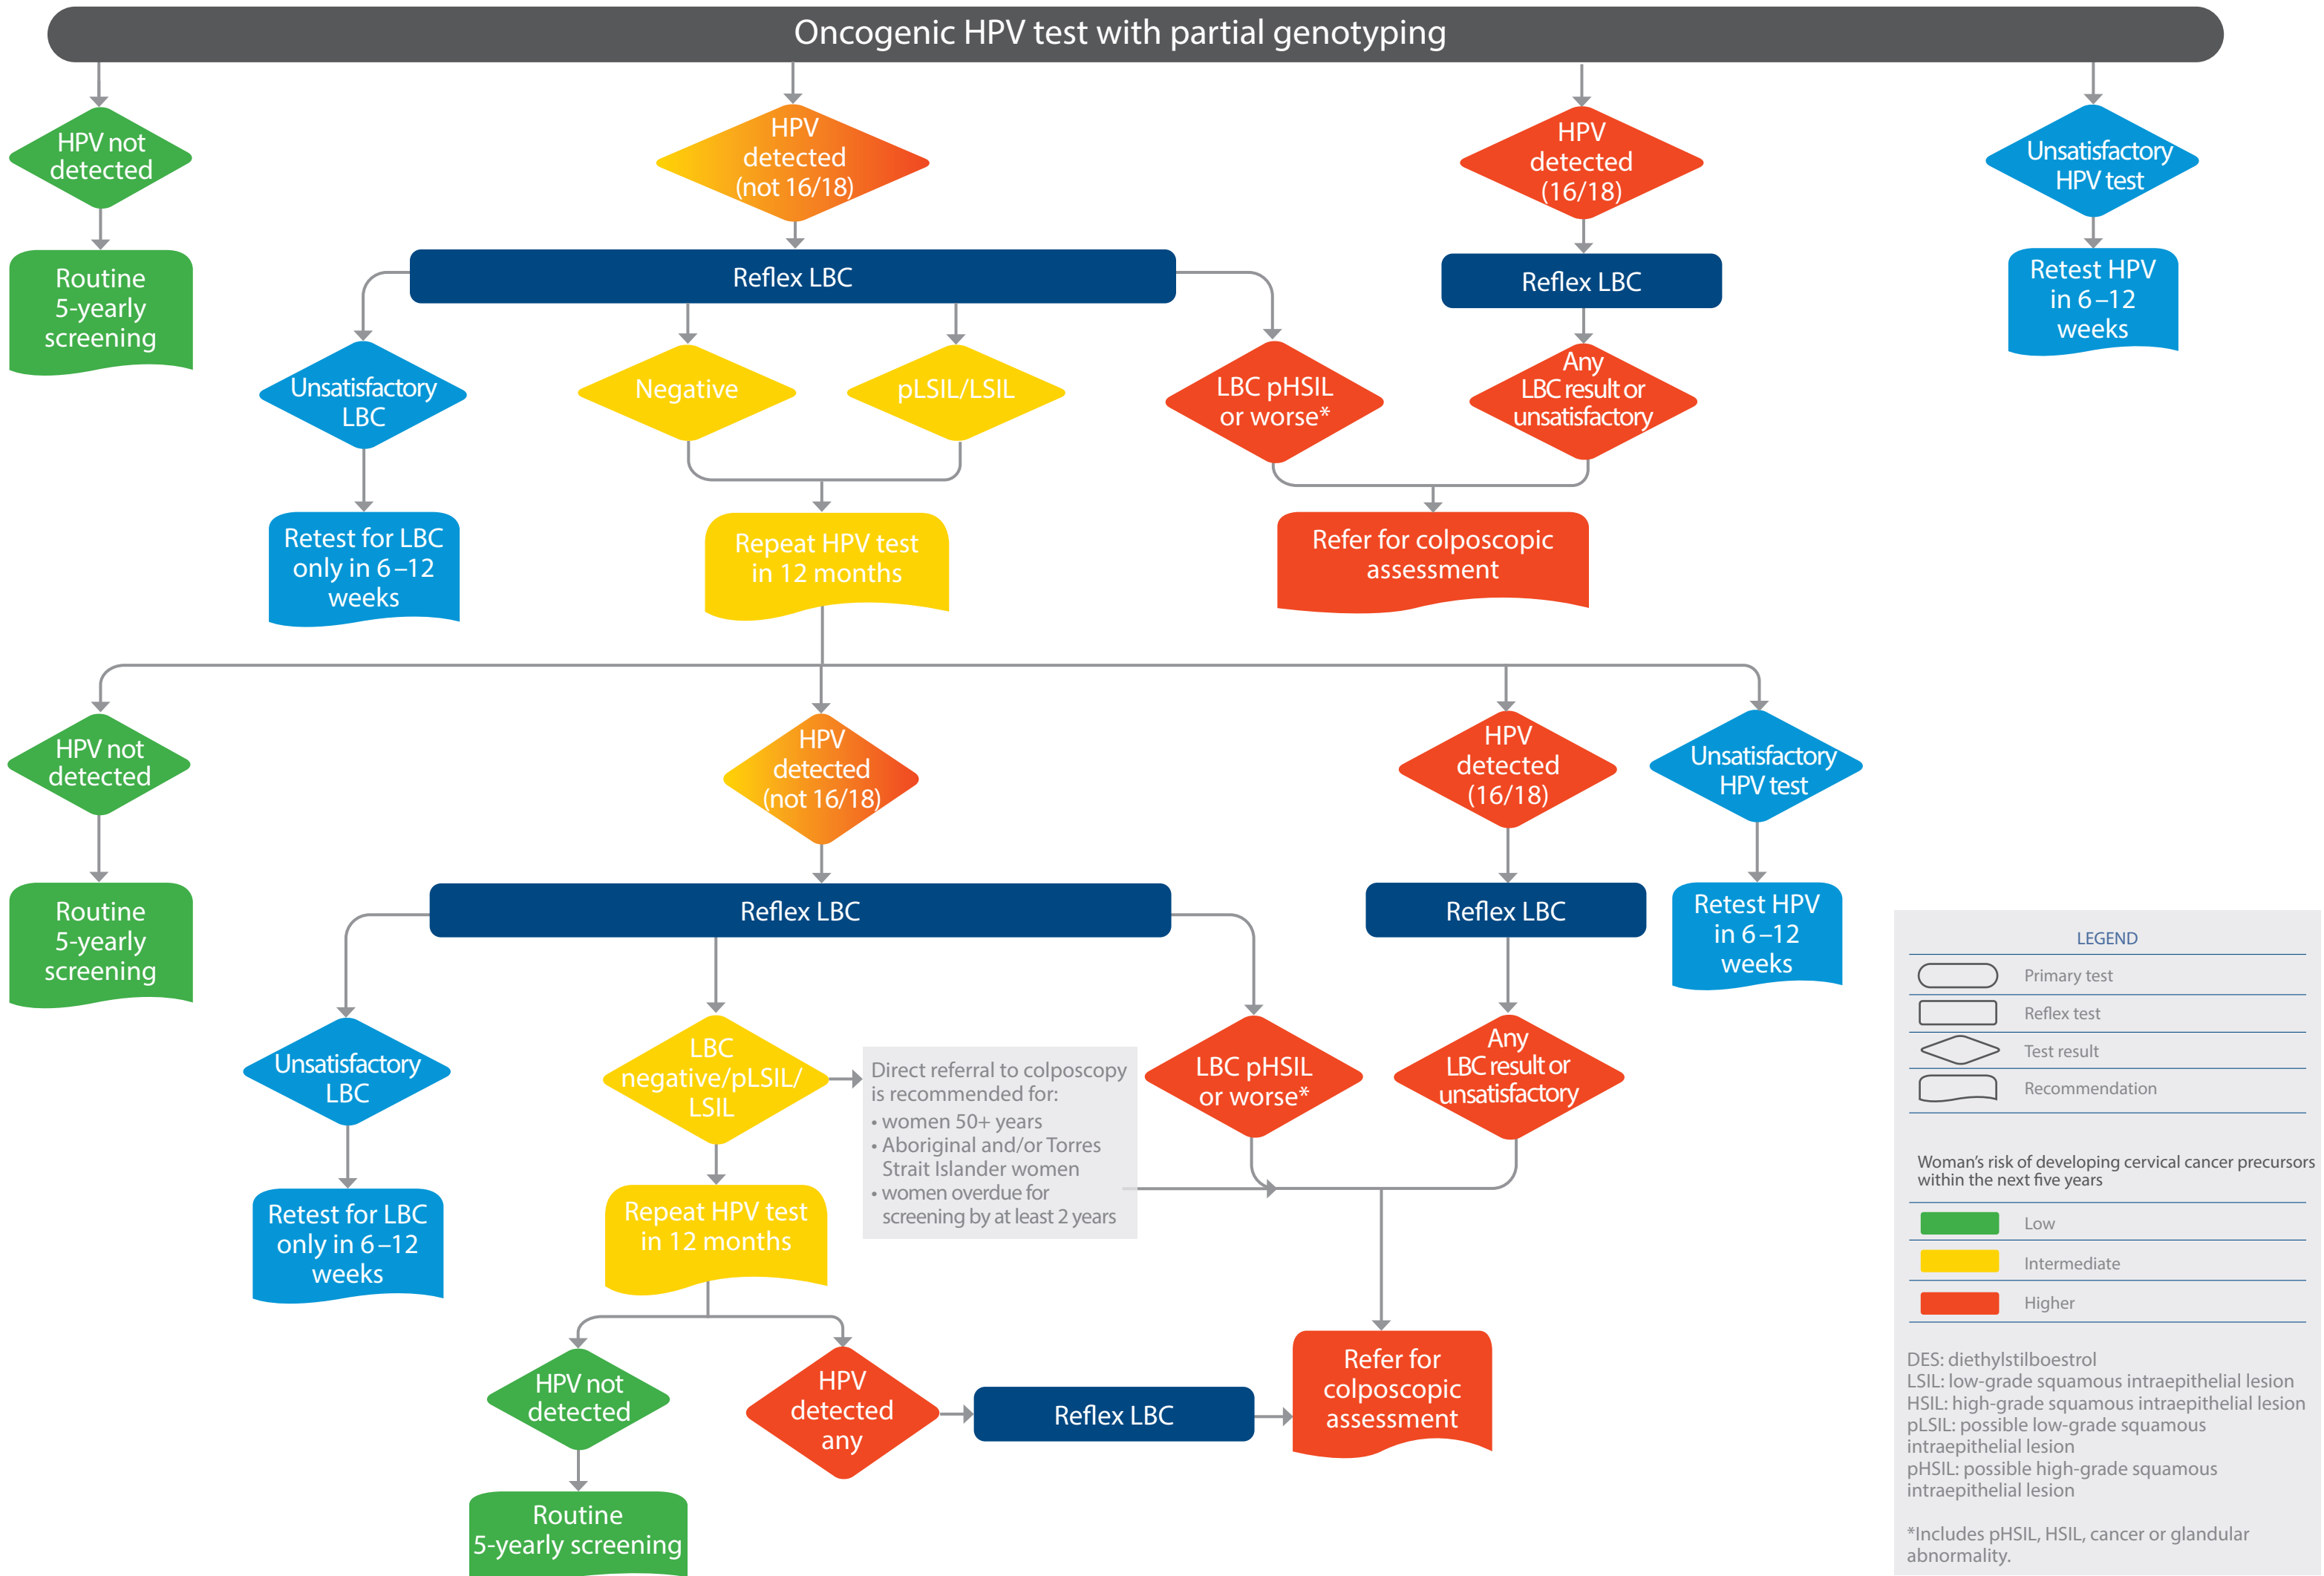 Oncogenic HPV test with partial genotyping
HPV not
detected
HPV
detected
(not 16/18)
HPV
detected
(16/18)
Unsatisfactory
HPV test
Routine
5-yearly
screening
Reflex LBC
Reflex LBC
Retest HPV
in 6–12
weeks
Unsatisfactory
LBC
Negative
pLSIL/LSIL
LBC pHSIL
or worse*
Any
LBC result or
unsatisfactory
Retest for LBC
only in 6–12
weeks
Repeat HPV test
in 12 months
Refer for colposcopic
assessment
HPV not
detected
HPV
detected
(not 16/18)
HPV
detected
(16/18)
Unsatisfactory
HPV test
Routine
5-yearly
screening
Reflex LBC
Reflex LBC
Retest HPV
in 6–12
weeks
Unsatisfactory
LBC
LBC
negative/pLSIL/
LSIL
Direct referral to colposcopy
is recommended for:
• women 50+ years
• Aboriginal and/or Torres
Strait Islander women
• women overdue for
screening by at least 2 years
LBC pHSIL
or worse*
Any
LBC result or
unsatisfactory
Retest for LBC
only in 6–12
weeks
Repeat HPV test
in 12 months
HPV not
detected
HPV
detected
any
Reflex LBC
Refer for
colposcopic
assessment
Routine
5-yearly screening
LEGEND
Primary test
Reflex test
Test result
Recommendation
Woman's risk of developing cervical cancer precursors
within the next five years
Low
Intermediate
Higher
DES: diethylstilboestrol
LSIL: low-grade squamous intraepithelial lesion
HSIL: high-grade squamous intraepithelial lesion
pLSIL: possible low-grade squamous
intraepithelial lesion
pHSIL: possible high-grade squamous
intraepithelial lesion
*Includes pHSIL, HSIL, cancer or glandular
abnormality.